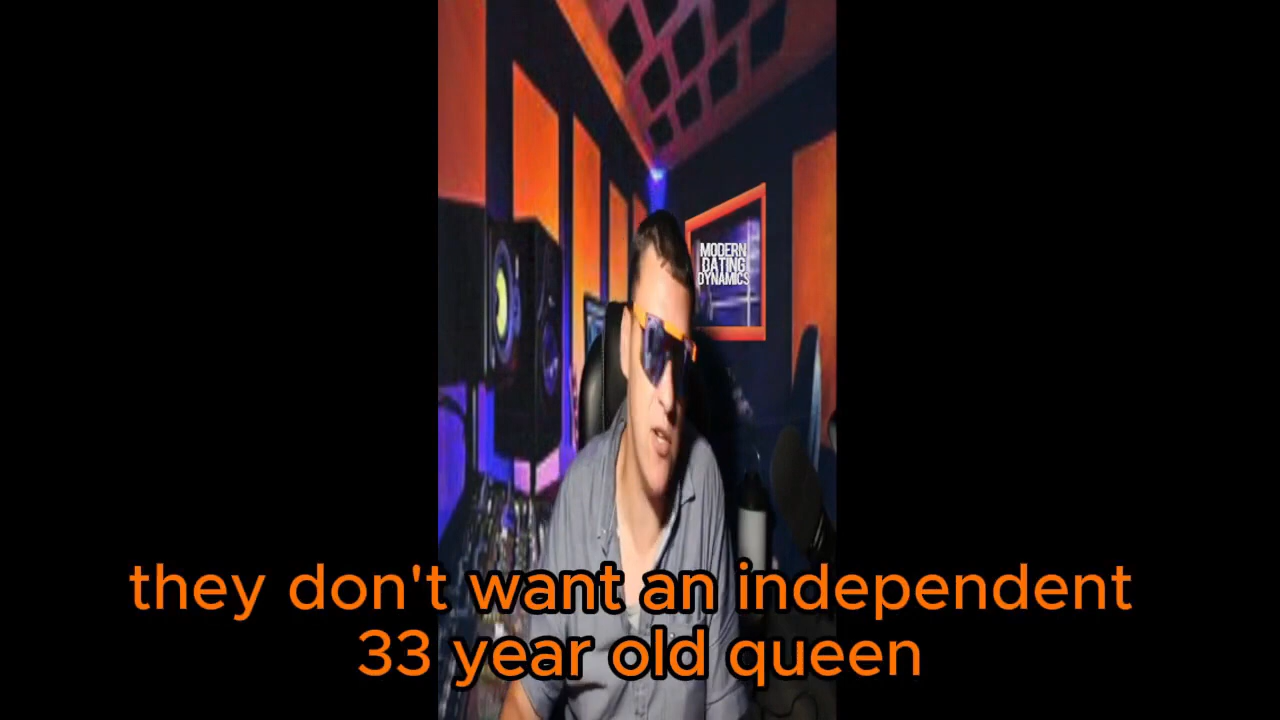 MODERN
DATING
DYNAMICS
they don't want an independent
33 year old queen